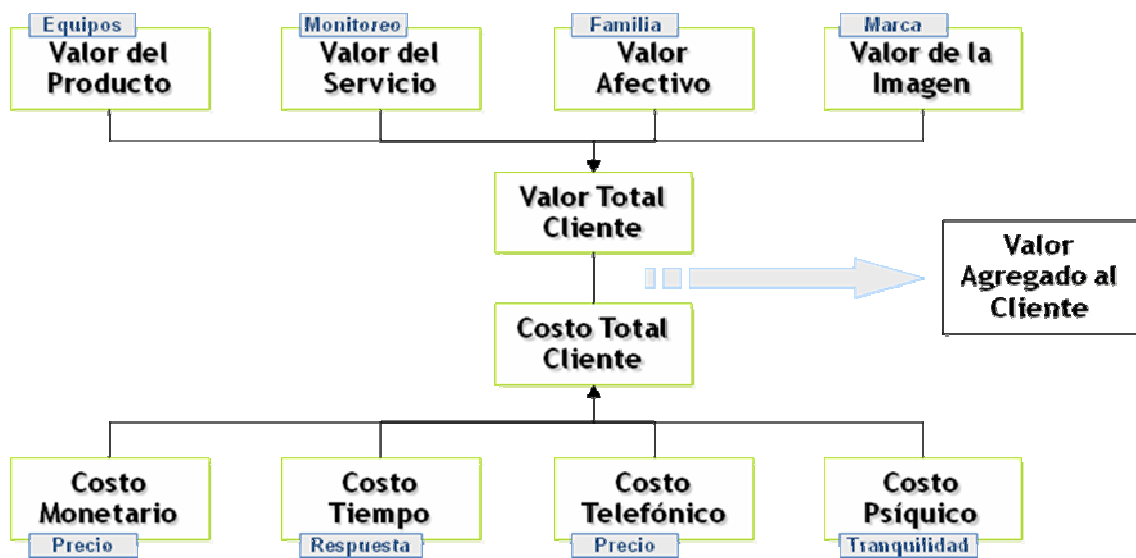 Equipos
Valor del
Producto
Monitoreo
Valor del
Servicio
Familia
Valor
Afectivo
Marca
Valor de la
Imagen
Valor Total
Cliente
Valor
Agregado al
Cliente
Costo Total
Cliente
Costo
Monetario
Precio
Costo
Tiempo
Respuesta
Costo
Telefónico
Precio
Costo
Psíquico
Tranquilidad